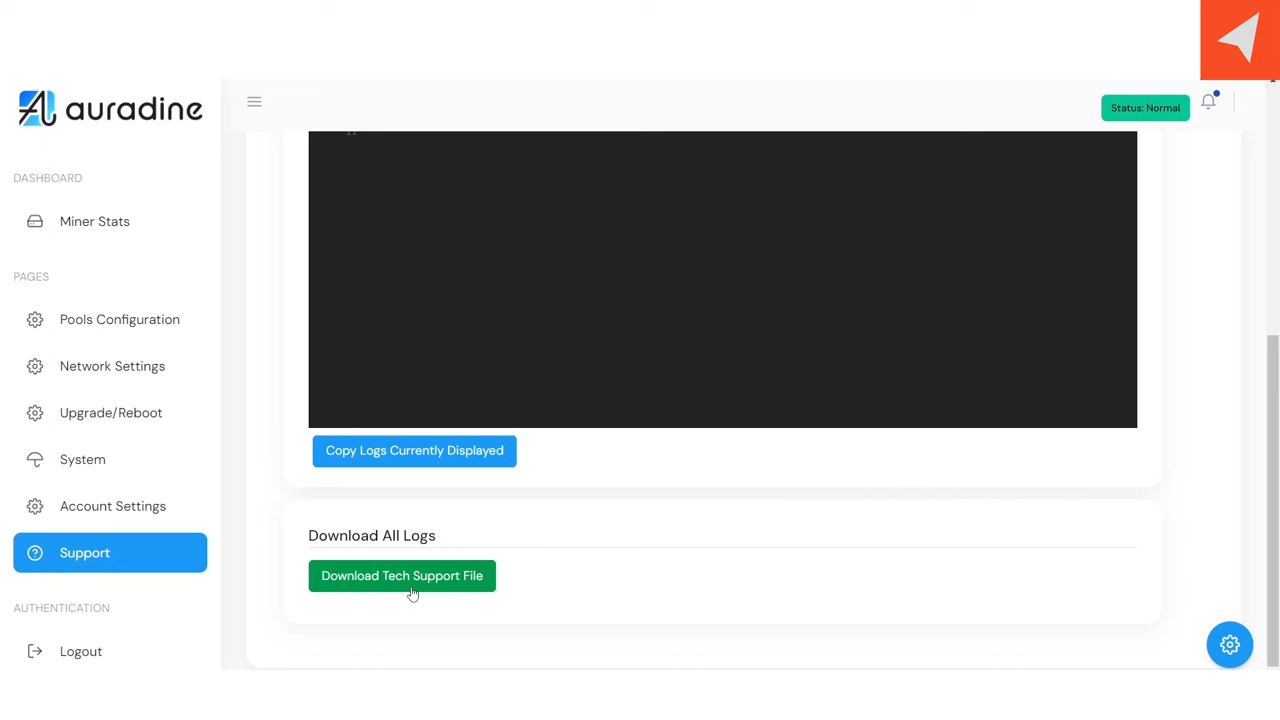 auradine
Status: Normal
DASHBOARD
Miner Stats
PAGES
Pools Configuration
Network Settings
Upgrade/Reboot
System
Account Settings
Support
AUTHENTICATION
Logout
Copy Logs Currently Displayed
Download All Logs
Download Tech Support File